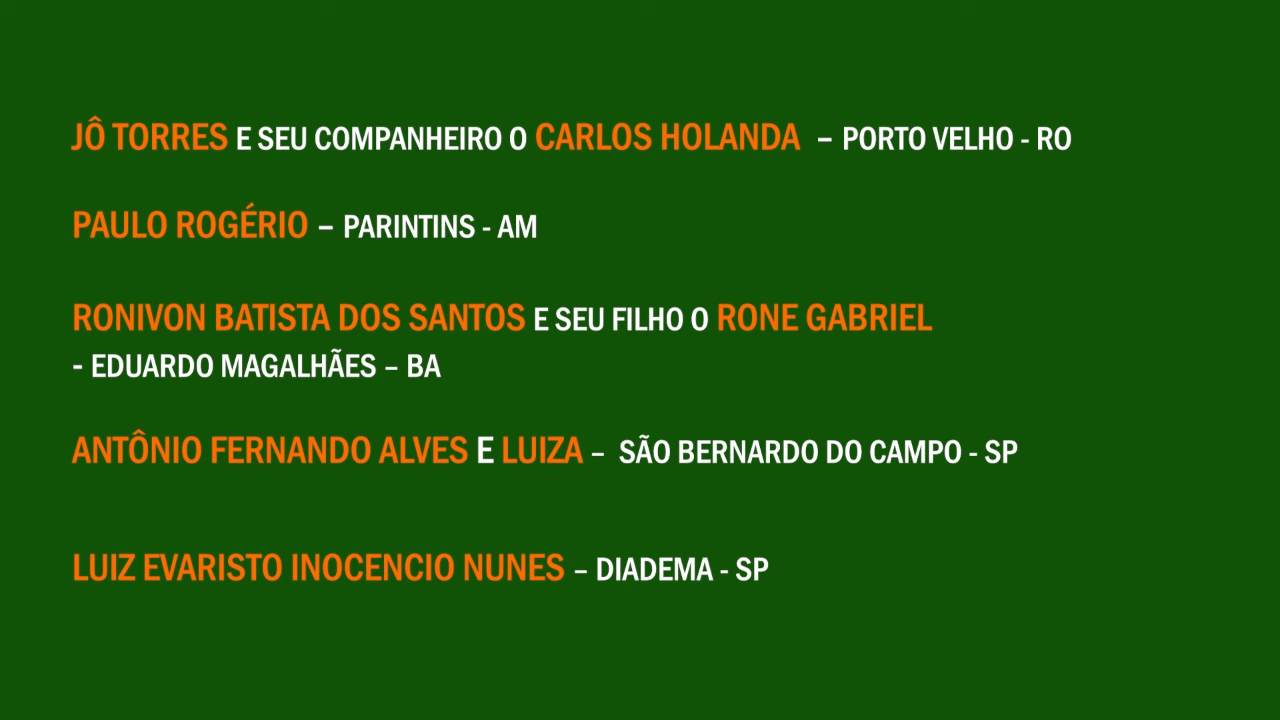 JÔ TORRES E SEU COMPANHEIRO O CARLOS HOLANDA – PORTO VELHO - RO
PAULO ROGÉRIO – PARINTINS - AM
RONIVON BATISTA DOS SANTOS E SEU FILHO O RONE GABRIEL
- EDUARDO MAGALHÃES – BA
ANTÔNIO FERNANDO ALVES E LUIZA – SÃO BERNARDO DO CAMPO - SP
LUIZ EVARISTO INOCENCIO NUNES – DIADEMA - SP